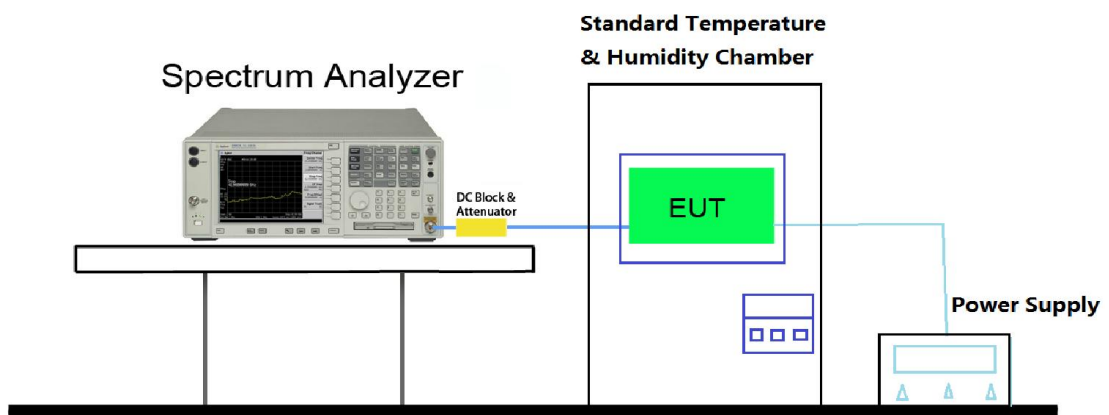 Standard Temperature
& Humidity Chamber
Spectrum Analyzer
DC Block &
Attenuator
EUT
Power Supply